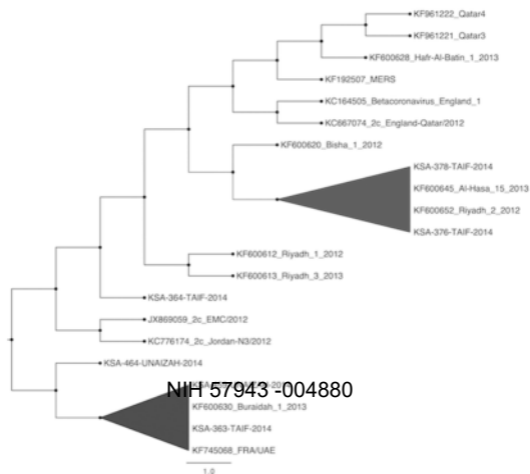 KF961222_Qatar4
KF961221_Qatar3
KF600628_Hafr-Al-Batin_1_2013
KF192507_MERS
KC164505_Betacoronavirus_England_1
KC667074_2c_England-Qatar/2012
KF600620_Bisha_1_2012
KSA-378-TAIF-2014
KF600645_Al-Hasa_15_2013
KF600652_Riyadh_2_2012
KSA-376-TAIF-2014
KF600612_Riyadh_1_2012
KF600613_Riyadh_3_2013
KSA-364-TAIF-2014
JX869059_2c_EMC/2012
KC776174_2c_Jordan-N3/2012
KSA-464-UNAIZAH-2014
NIH 57943 -004880
KF600630_Buraidah_1_2013
KSA-363-TAIF-2014
KF745068_FRA/UAE
1.0